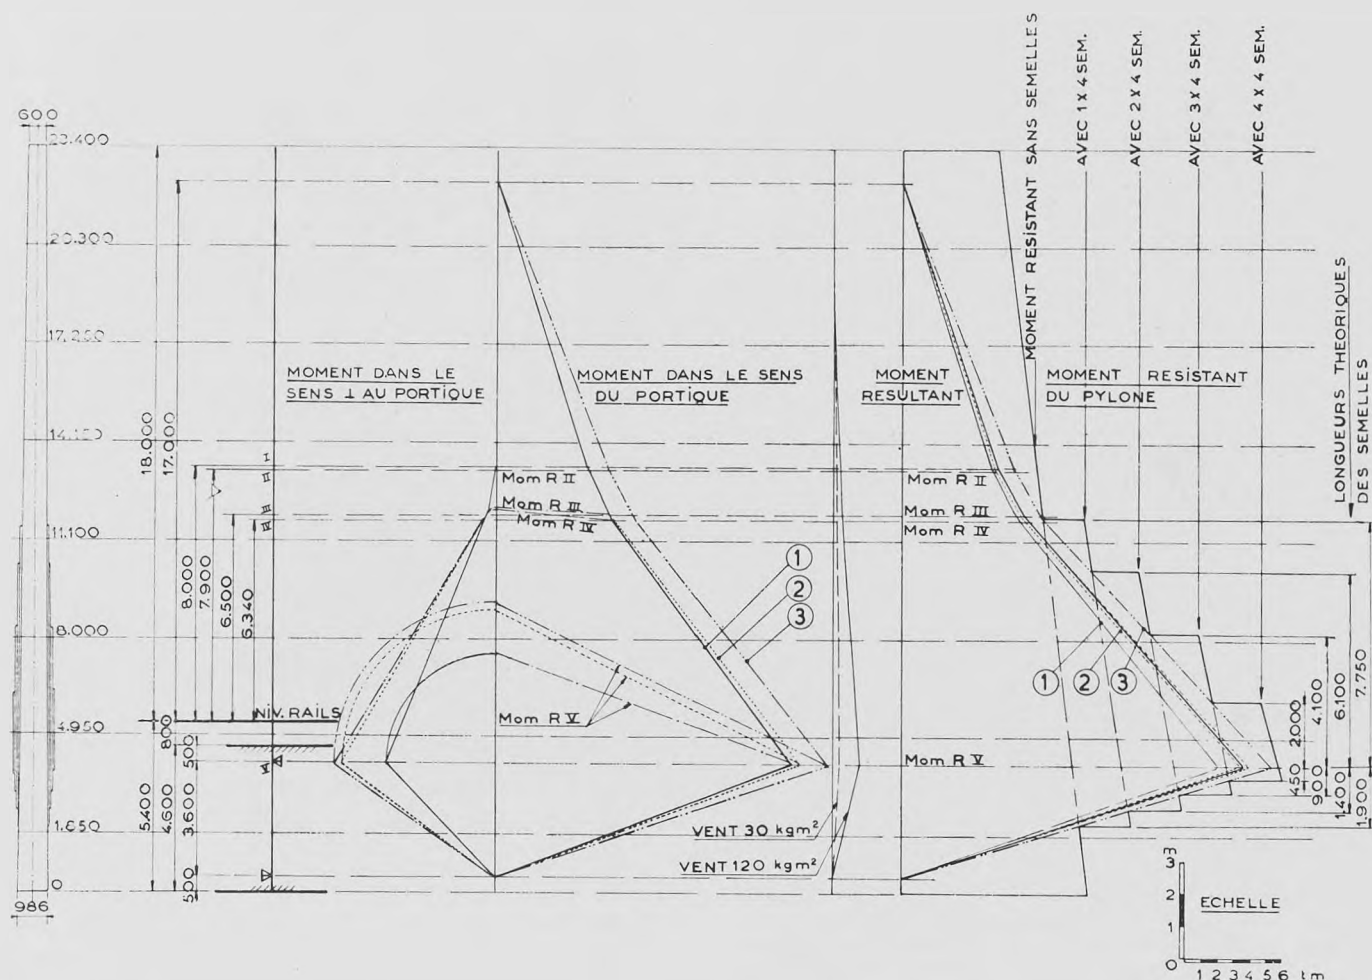 600
23.400
20.300
17.250
11.100
8.000
4.950
1.650
0
986
18.000
17.000
8.000
7.900
6.500
6.340
800
500
5.400
4.600
3.600
500
I
II
III
IV
V
NIV. RAILS
MOMENT DANS LE
SENS ⊥ AU PORTIQUE
MOMENT DANS LE SENS
DU PORTIQUE
Mom R II
Mom R III
Mom R IV
Mom R V
1
2
3
VENT 30 kgm²
VENT 120 kgm²
MOMENT
RESULTANT
Mom R II
Mom R III
Mom R IV
Mom R V
MOMENT RESISTANT SANS SEMELLES
AVEC 1 X 4 SEM.
AVEC 2 X 4 SEM.
AVEC 3 X 4 SEM.
AVEC 4 X 4 SEM.
MOMENT RESISTANT
DU PYLONE
1
2
3
LONGUEURS THEORIQUES
DES SEMELLES
2000
4.100
6.100
7.750
450
900
1.400
1.900
m
3
2
1
0
ECHELLE
1 2 3 4 5 6 tm